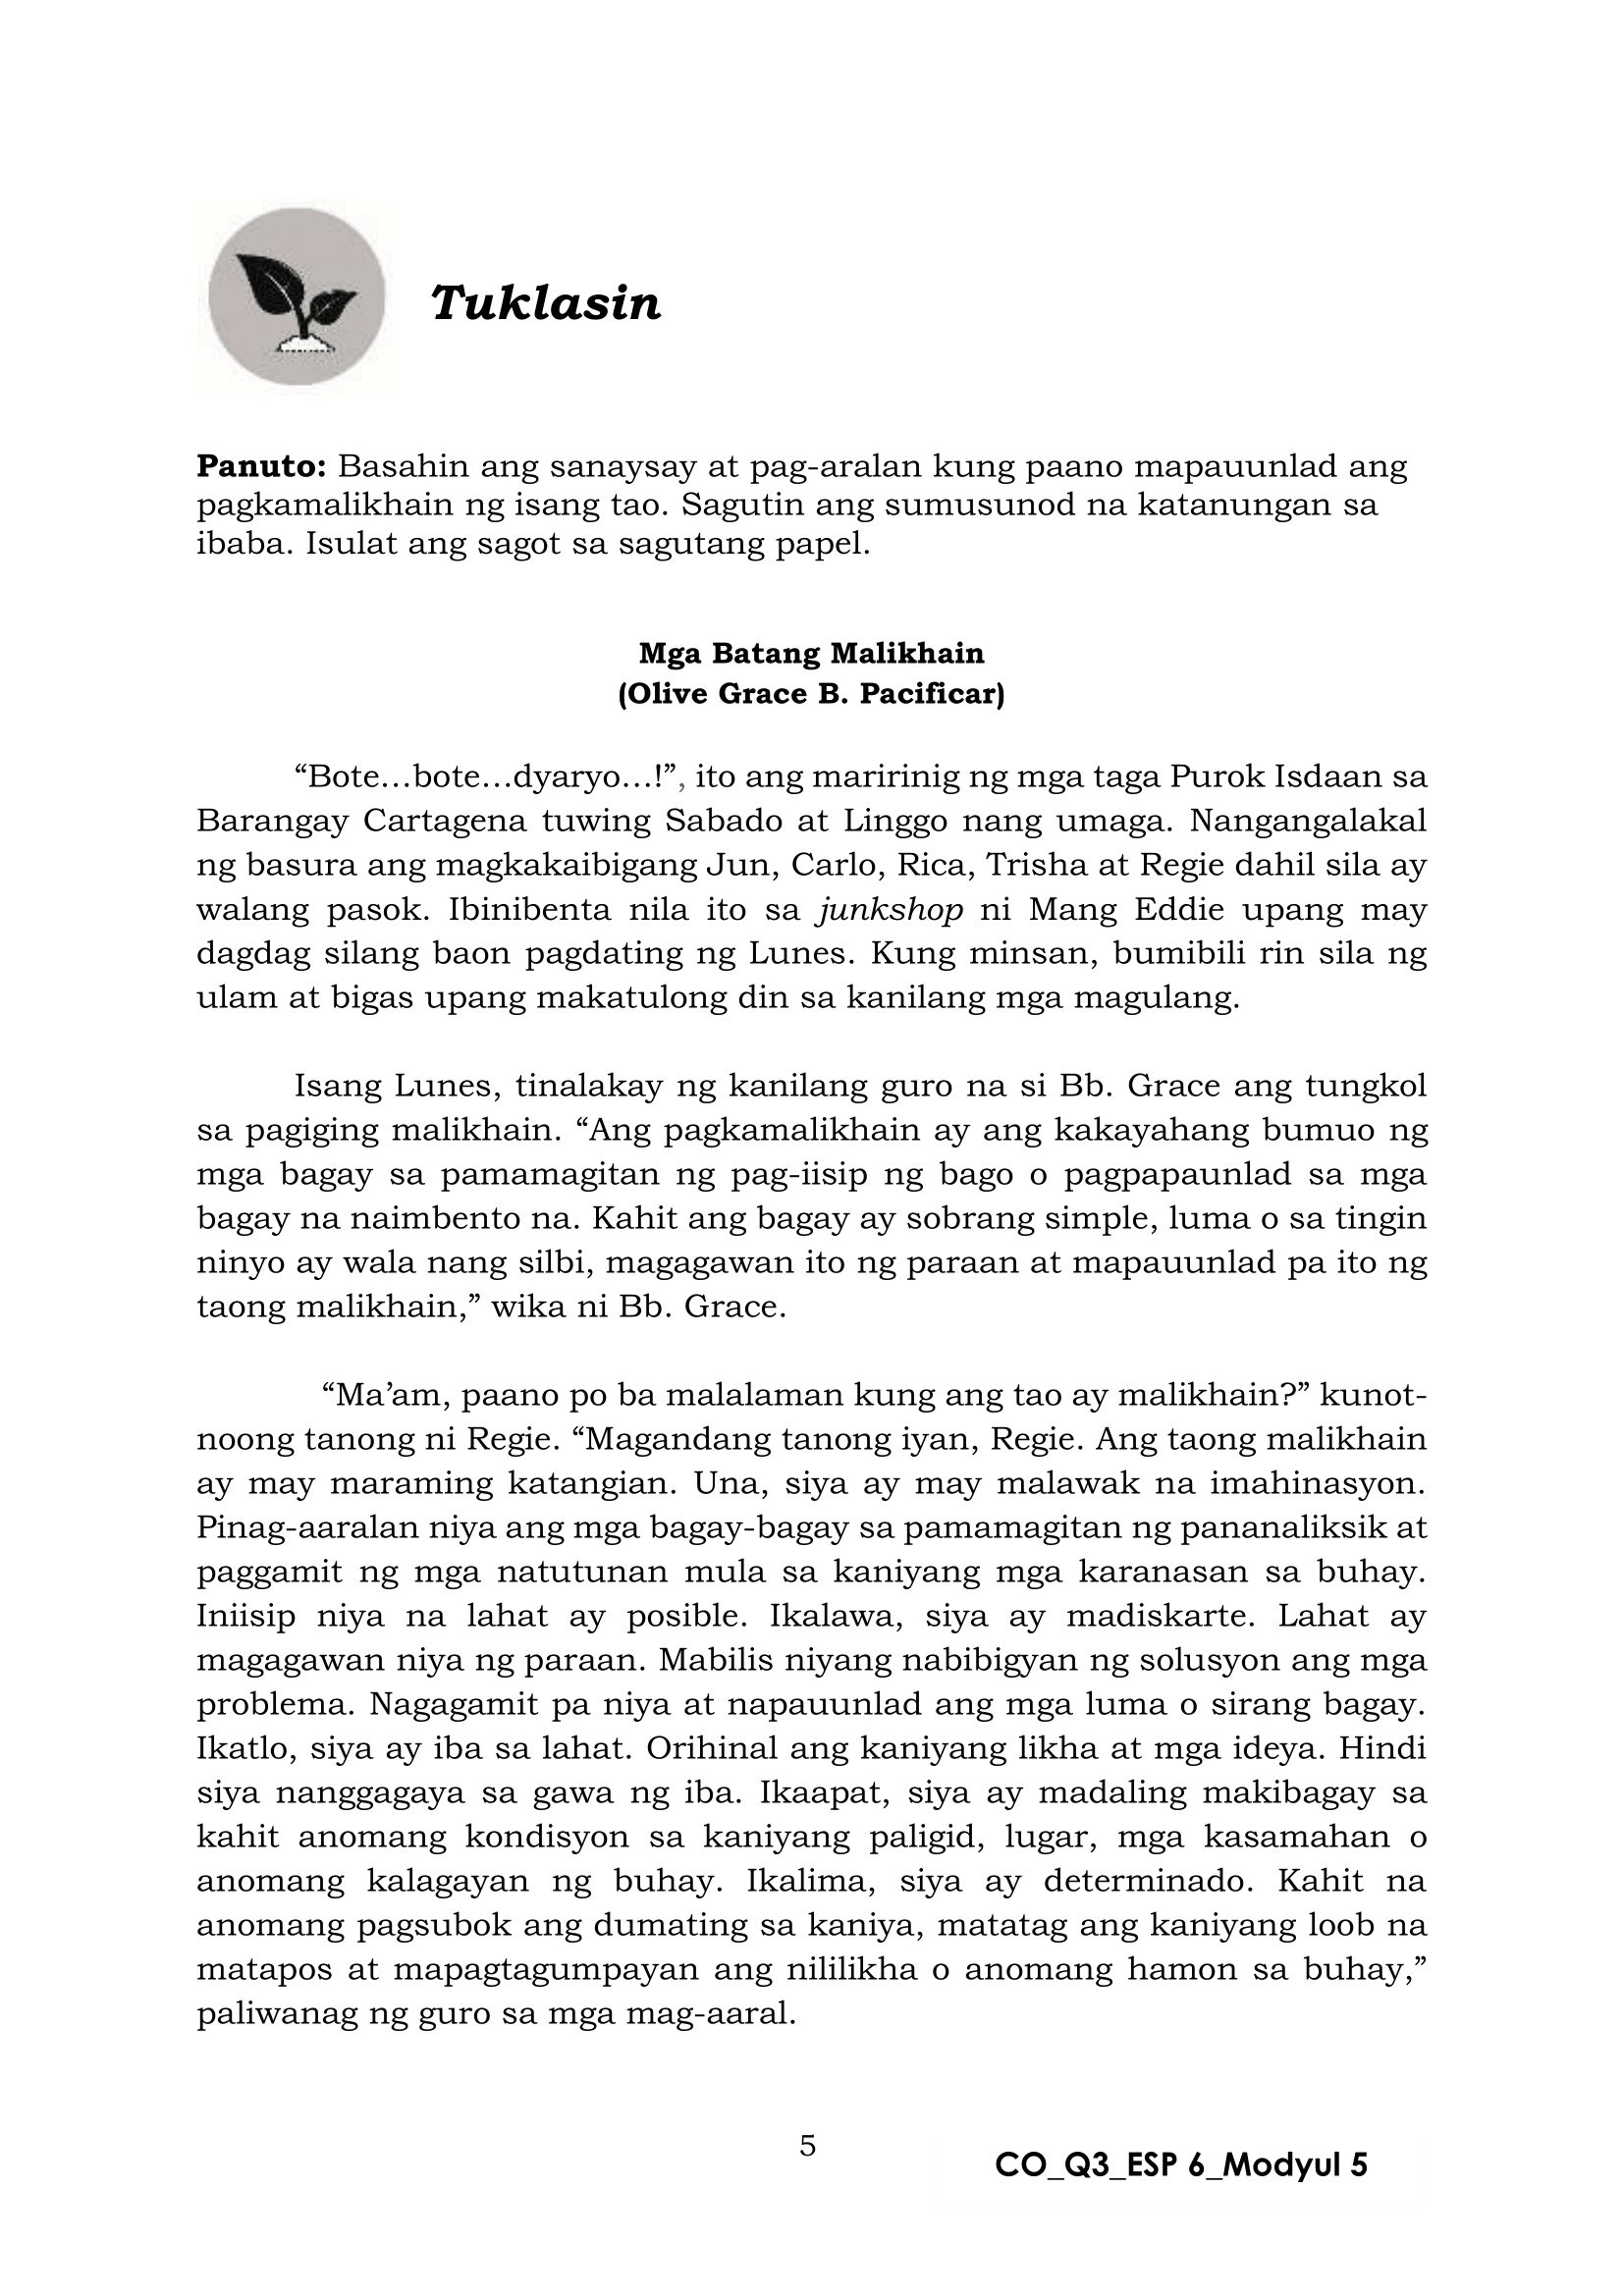 Tuklasin
Panuto: Basahin ang sanaysay at pag-aralan kung paano mapauunlad ang
pagkamalikhain ng isang tao. Sagutin ang sumusunod na katanungan sa
ibaba. Isulat ang sagot sa sagutang papel.
Mga Batang Malikhain
(Olive Grace B. Pacificar)
“Bote…bote…dyaryo…!”, ito ang maririnig ng mga taga Purok Isdaan sa
Barangay Cartagena tuwing Sabado at Linggo nang umaga. Nangangalakal
ng basura ang magkakaibigang Jun, Carlo, Rica, Trisha at Regie dahil sila ay
walang pasok. Ibinibenta nila ito sa junkshop ni Mang Eddie upang may
dagdag silang baon pagdating ng Lunes. Kung minsan, bumibili rin sila ng
ulam at bigas upang makatulong din sa kanilang mga magulang.
Isang Lunes, tinalakay ng kanilang guro na si Bb. Grace ang tungkol
sa pagiging malikhain. “Ang pagkamalikhain ay ang kakayahang bumuo ng
mga bagay sa pamamagitan ng pag-iisip ng bago o pagpapaunlad sa mga
bagay na naimbento na. Kahit ang bagay ay sobrang simple, luma o sa tingin
ninyo ay wala nang silbi, magagawan ito ng paraan at mapauunlad pa ito ng
taong malikhain,” wika ni Bb. Grace.
“Ma’am, paano po ba malalaman kung ang tao ay malikhain?” kunot-
noong tanong ni Regie. “Magandang tanong iyan, Regie. Ang taong malikhain
ay may maraming katangian. Una, siya ay may malawak na imahinasyon.
Pinag-aaralan niya ang mga bagay-bagay sa pamamagitan ng pananaliksik at
paggamit ng mga natutunan mula sa kaniyang mga karanasan sa buhay.
Iniisip niya na lahat ay posible. Ikalawa, siya ay madiskarte. Lahat ay
magagawan niya ng paraan. Mabilis niyang nabibigyan ng solusyon ang mga
problema. Nagagamit pa niya at napauunlad ang mga luma o sirang bagay.
Ikatlo, siya ay iba sa lahat. Orihinal ang kaniyang likha at mga ideya. Hindi
siya nanggagaya sa gawa ng iba. Ikaapat, siya ay madaling makibagay sa
kahit anomang kondisyon sa kaniyang paligid, lugar, mga kasamahan o
anomang kalagayan ng buhay. Ikalima, siya ay determinado. Kahit na
anomang pagsubok ang dumating sa kaniya, matatag ang kaniyang loob na
matapos at mapagtagumpayan ang nililikha o anomang hamon sa buhay,”
paliwanag ng guro sa mga mag-aaral.
5
CO_Q3_ESP 6_Modyul 5